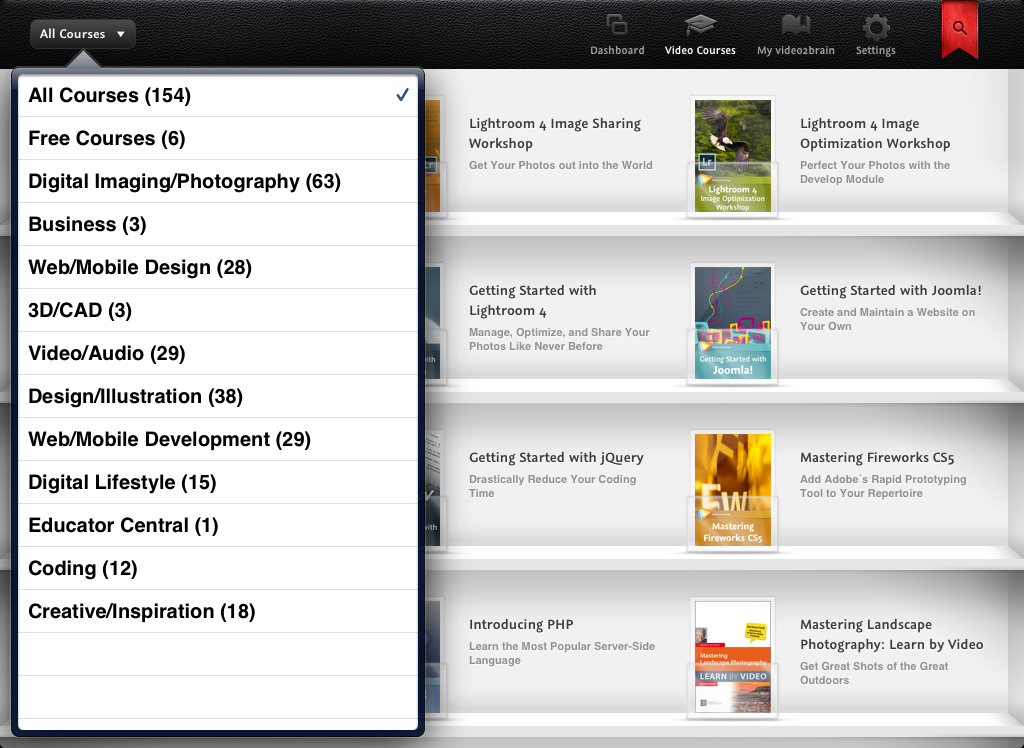 All Courses ▼
Dashboard
Video Courses
My video2brain
Settings
All Courses (154) ✓
Free Courses (6)
Digital Imaging/Photography (63)
Business (3)
Web/Mobile Design (28)
3D/CAD (3)
Video/Audio (29)
Design/Illustration (38)
Web/Mobile Development (29)
Digital Lifestyle (15)
Educator Central (1)
Coding (12)
Creative/Inspiration (18)
Lightroom 4 Image Sharing
Workshop
Get Your Photos out into the World
Lr
Lightroom 4
Image Optimization
Workshop
Lightroom 4 Image
Optimization Workshop
Perfect Your Photos with the
Develop Module
with
Getting Started with
Lightroom 4
Manage, Optimize, and Share Your
Photos Like Never Before
Getting Started with
Joomla!
Getting Started with Joomla!
Create and Maintain a Website on
Your Own
with
Getting Started with jQuery
Drastically Reduce Your Coding
Time
Fw
Mastering
Fireworks CS5
Mastering Fireworks CS5
Add Adobe´s Rapid Prototyping
Tool to Your Repertoire
Introducing PHP
Learn the Most Popular Server-Side
Language
Mastering
Landscape Photography
LEARN BY VIDEO
Mastering Landscape
Photography: Learn by Video
Get Great Shots of the Great
Outdoors